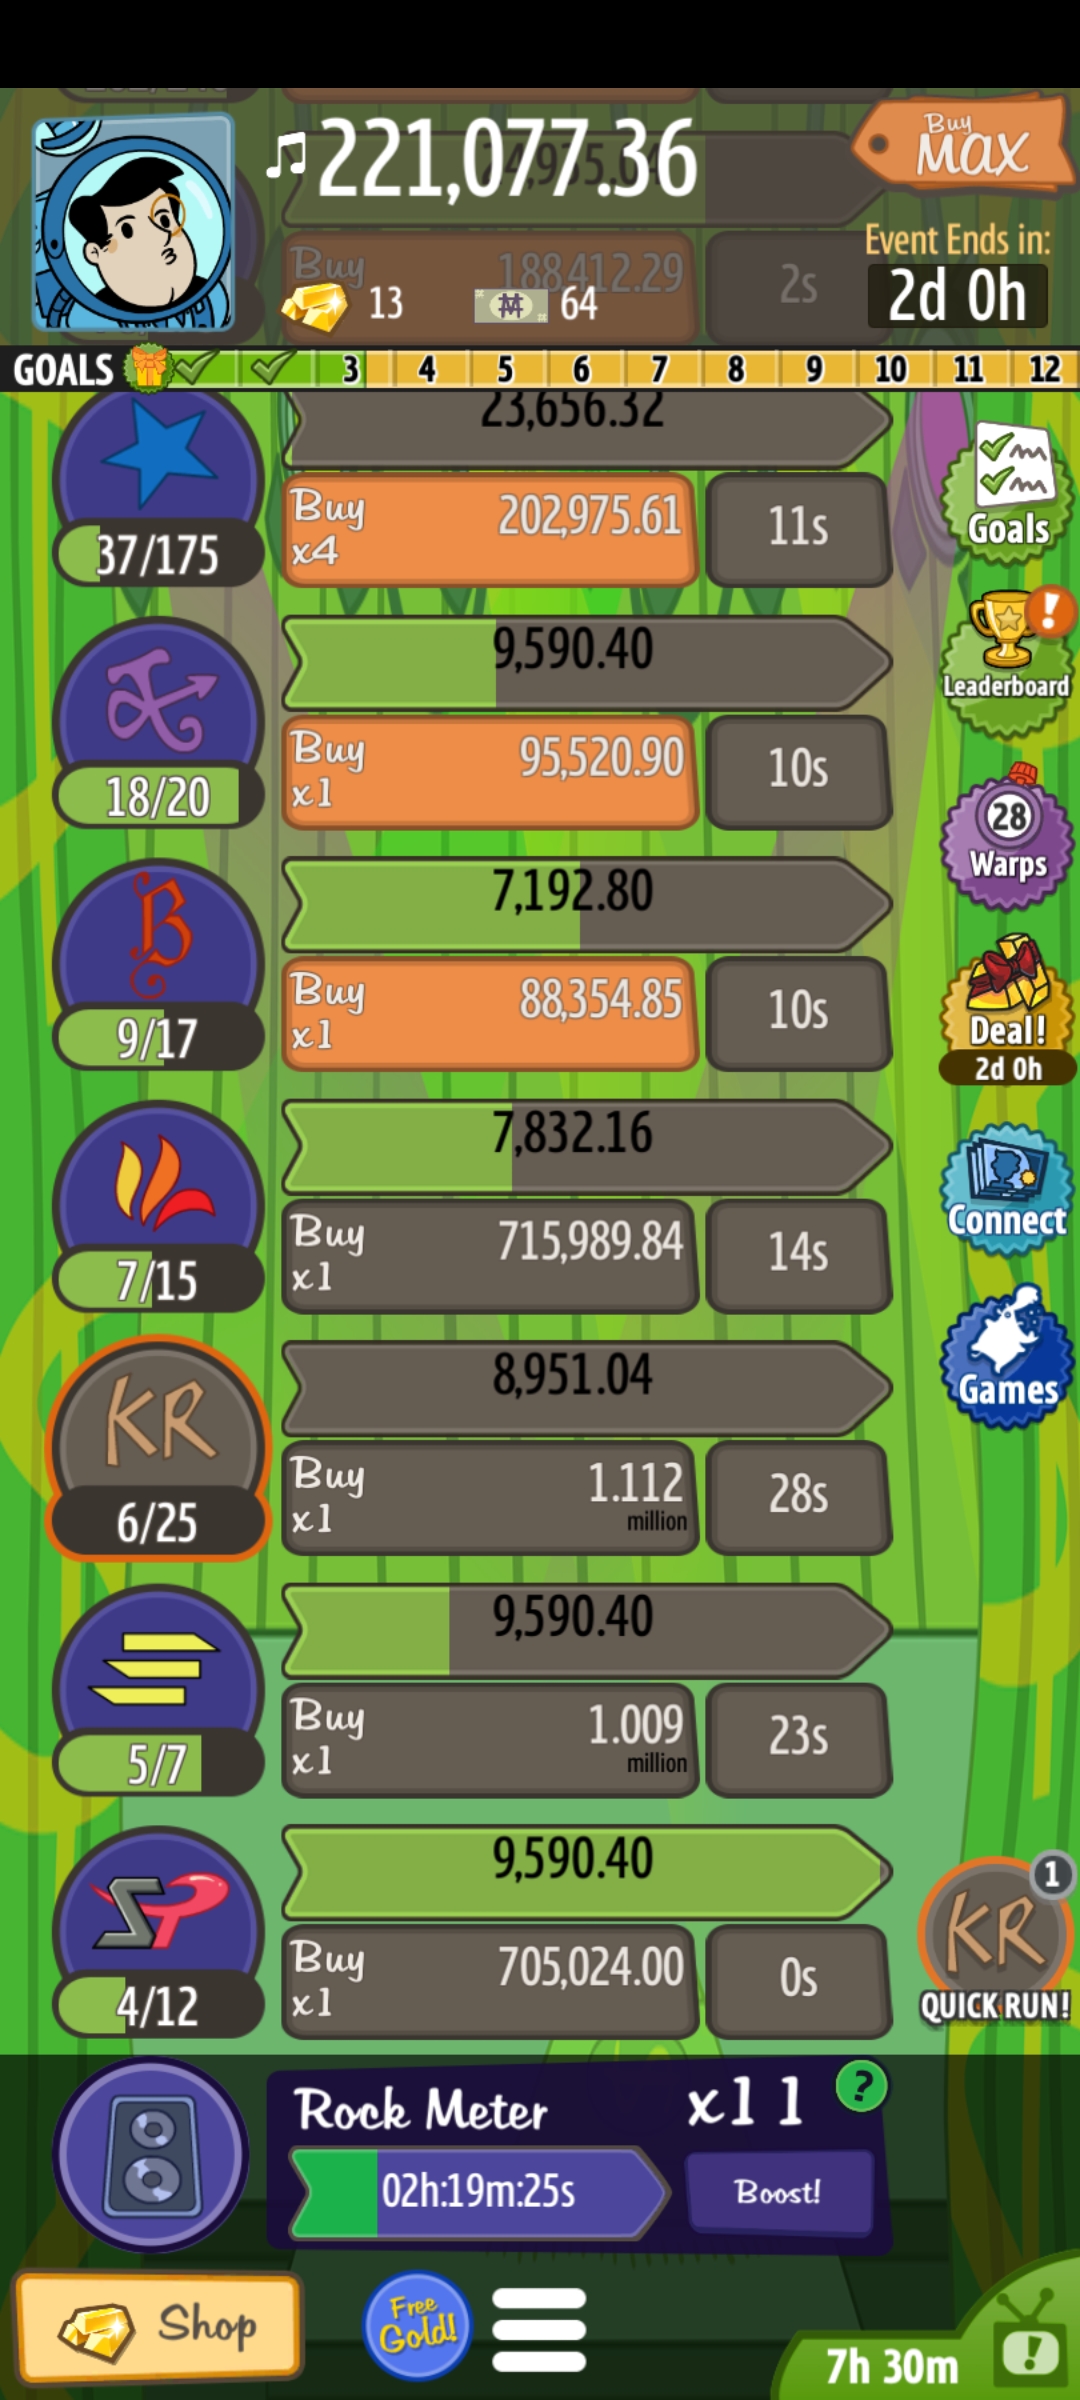 221,077.36
Buy
MAX
24,935.64
Event Ends in:
2d 0h
Buy 188,412.29
2s
13
64
GOALS 3 4 5 6 7 8 9 10 11 12
23,656.32
37/175
Buy 202,975.61
x4
11s
Goals
9,590.40
18/20
Buy 95,520.90
x1
10s
Leaderboard
7,192.80
9/17
Buy 88,354.85
x1
10s
28
Warps
Deal!
2d 0h
7,832.16
7/15
Buy 715,989.84
x1
14s
Connect
8,951.04
KR
6/25
Buy 1.112
x1 million
28s
Games
9,590.40
5/7
Buy 1.009
x1 million
23s
9,590.40
4/12
Buy 705,024.00
x1
0s
1
KR
QUICK RUN!
Rock Meter x11 ?
02h:19m:25s
Boost!
Shop
Free
Gold!
7h 30m